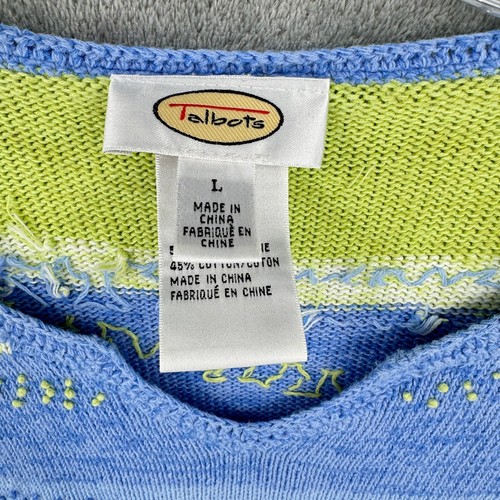 Talbots
L
MADE IN
CHINA
FABRIQUÉ EN
CHINE
45% COTTON/COTON
MADE IN CHINA
FABRIQUÉ EN CHINE